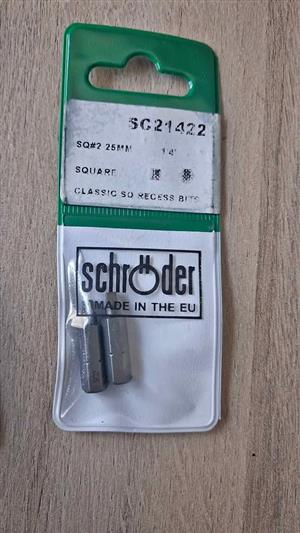 SC21422
SQ#2 25MM 1/4"
SQUARE
CLASSIC SQ RECESS BITS
schröder
MADE IN THE EU